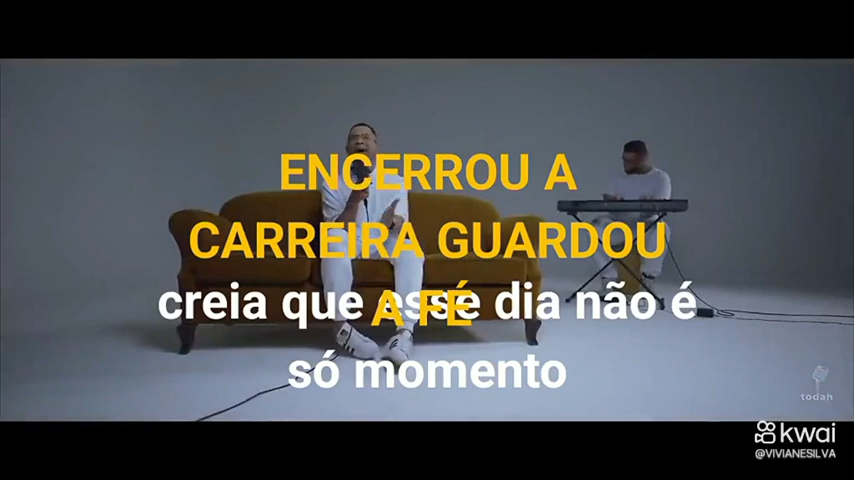 ENCERROU A
CARREIRA GUARDOU
A FÉ
creia que esse dia não é
só momento
todah
kwai
@VIVIANESILVA